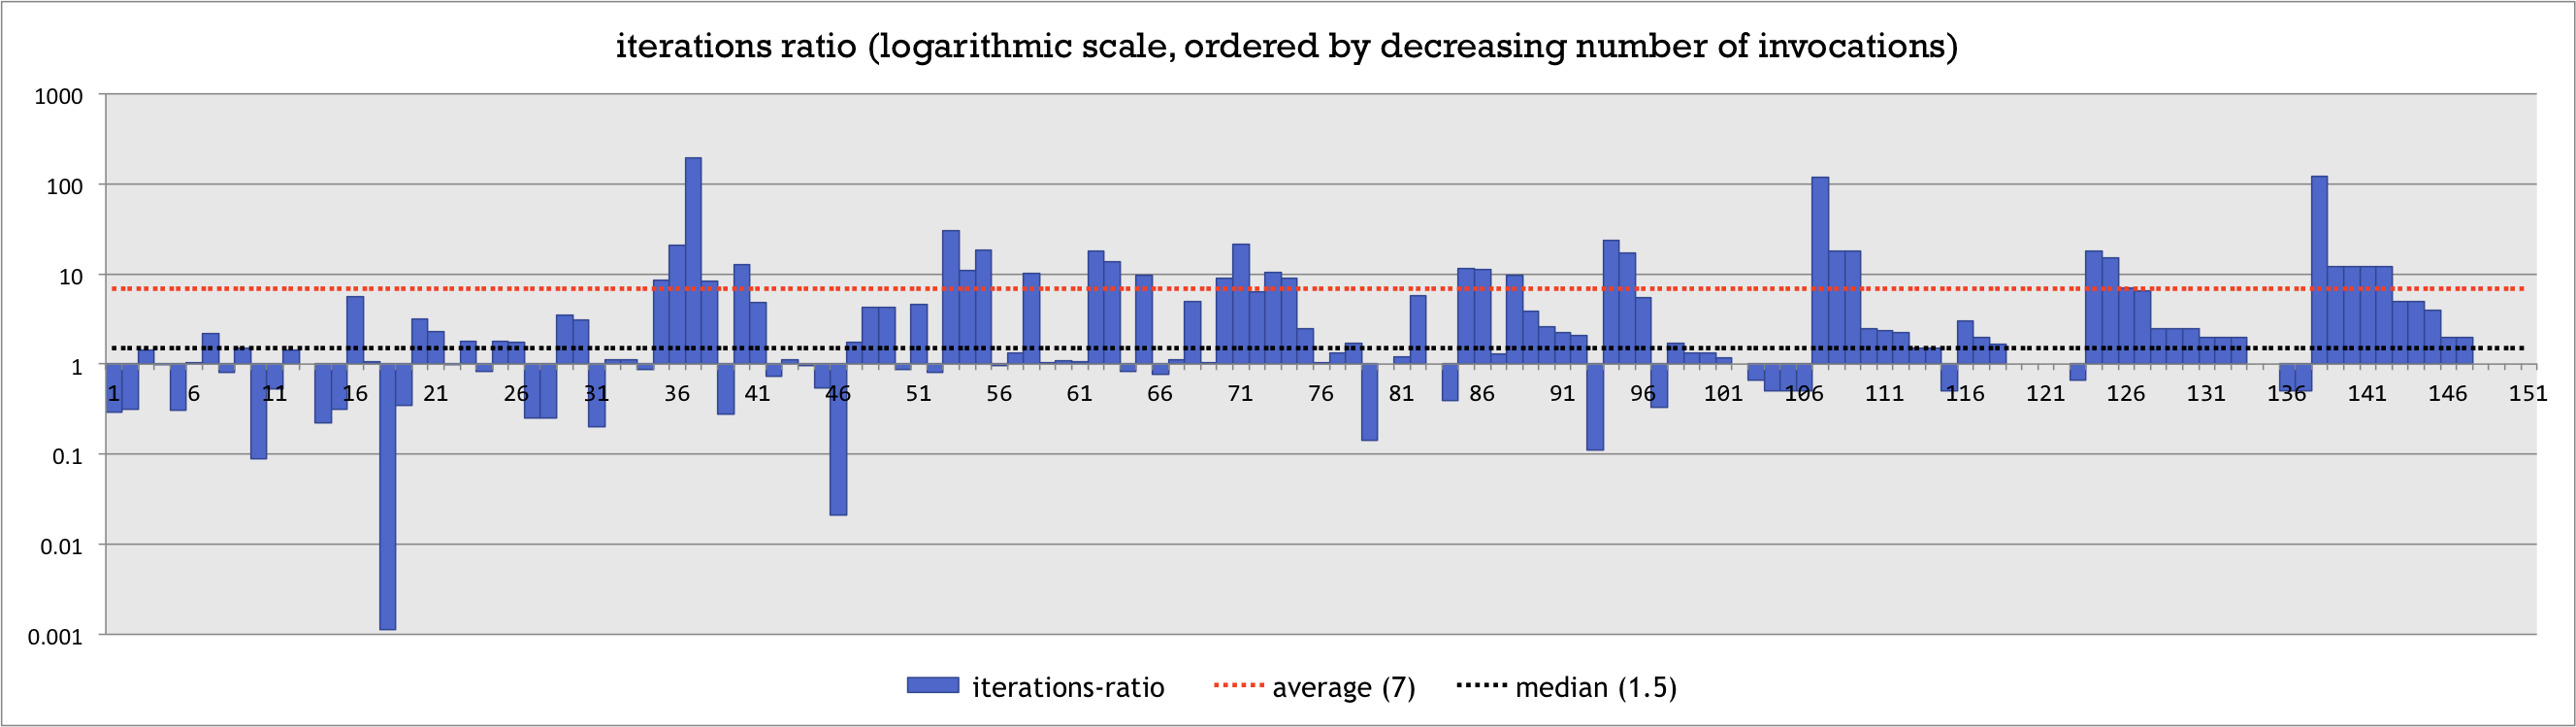 iterations ratio (logarithmic scale, ordered by decreasing number of invocations)
1000
100
10
1
0.1
0.01
0.001
1 6 11 16 21 26 31 36 41 46 51 56 61 66 71 76 81 86 91 96 101 106 111 116 121 126 131 136 141 146 151
iterations-ratio average (7) median (1.5)